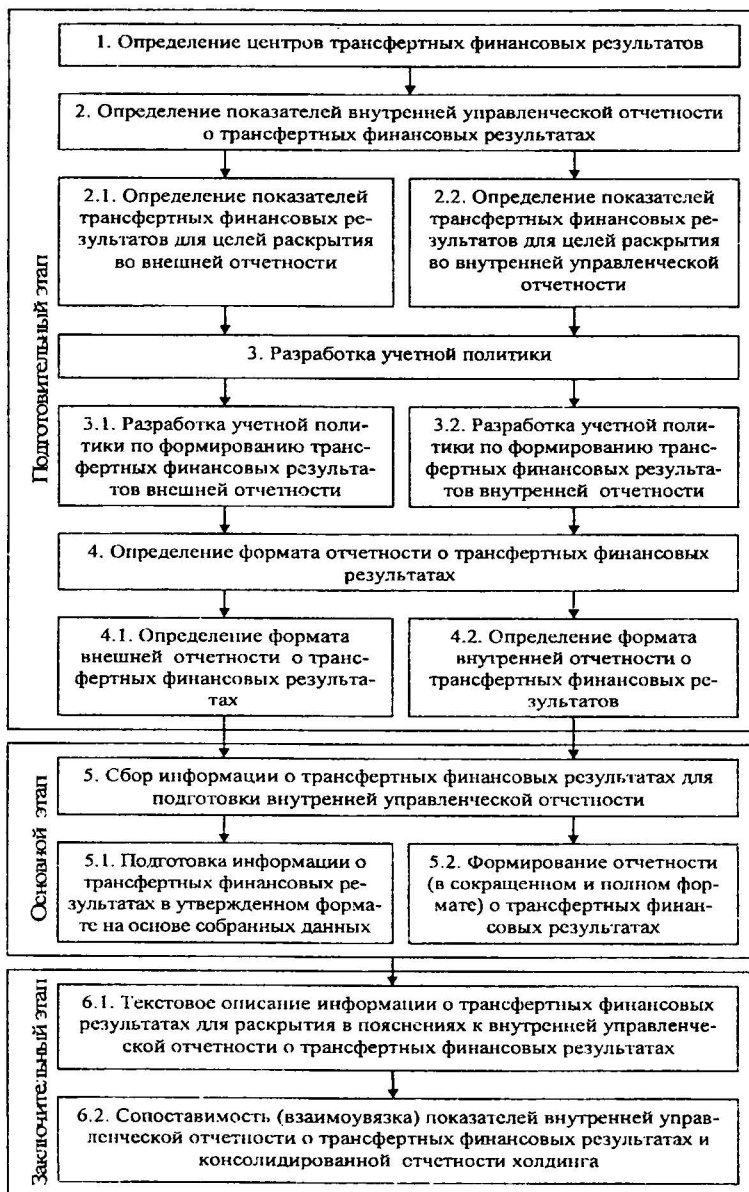 Подготовительный этап
1. Определение центров трансфертных финансовых результатов
2. Определение показателей внутренней управленческой отчетности
о трансфертных финансовых результатах
2.1. Определение показателей
трансфертных финансовых ре-
зультатов для целей раскрытия
во внешней отчетности
2.2. Определение показателей
трансфертных финансовых ре-
зультатов для целей раскрытия
во внутренней управленческой
отчетности
3. Разработка учетной политики
3.1. Разработка учетной поли-
тики по формированию транс-
фертных финансовых результа-
тов внешней отчетности
3.2. Разработка учетной поли-
тики по формированию транс-
фертных финансовых результа-
тов внутренней отчетности
4. Определение формата отчетности о трансфертных финансовых
результатах
4.1. Определение формата
внешней отчетности о транс-
фертных финансовых результа-
тах
4.2. Определение формата
внутренней отчетности о
трансфертных финансовых ре-
зультатов
Основной этап
5. Сбор информации о трансфертных финансовых результатах для
подготовки внутренней управленческой отчетности
5.1. Подготовка информации о
трансфертных финансовых ре-
зультатах в утвержденном форма-
те на основе собранных данных
5.2. Формирование отчетности
(в сокращенном и полном фор-
мате) о трансфертных финан-
совых результатах
Заключительный этап
6.1. Текстовое описание информации о трансфертных финансовых
результатах для раскрытия в пояснениях к внутренней управленче-
ской отчетности о трансфертных финансовых результатах
6.2. Сопоставимость (взаимоувязка) показателей внутренней управ-
ленческой отчетности о трансфертных финансовых результатах и
консолидированной отчетности холдинга